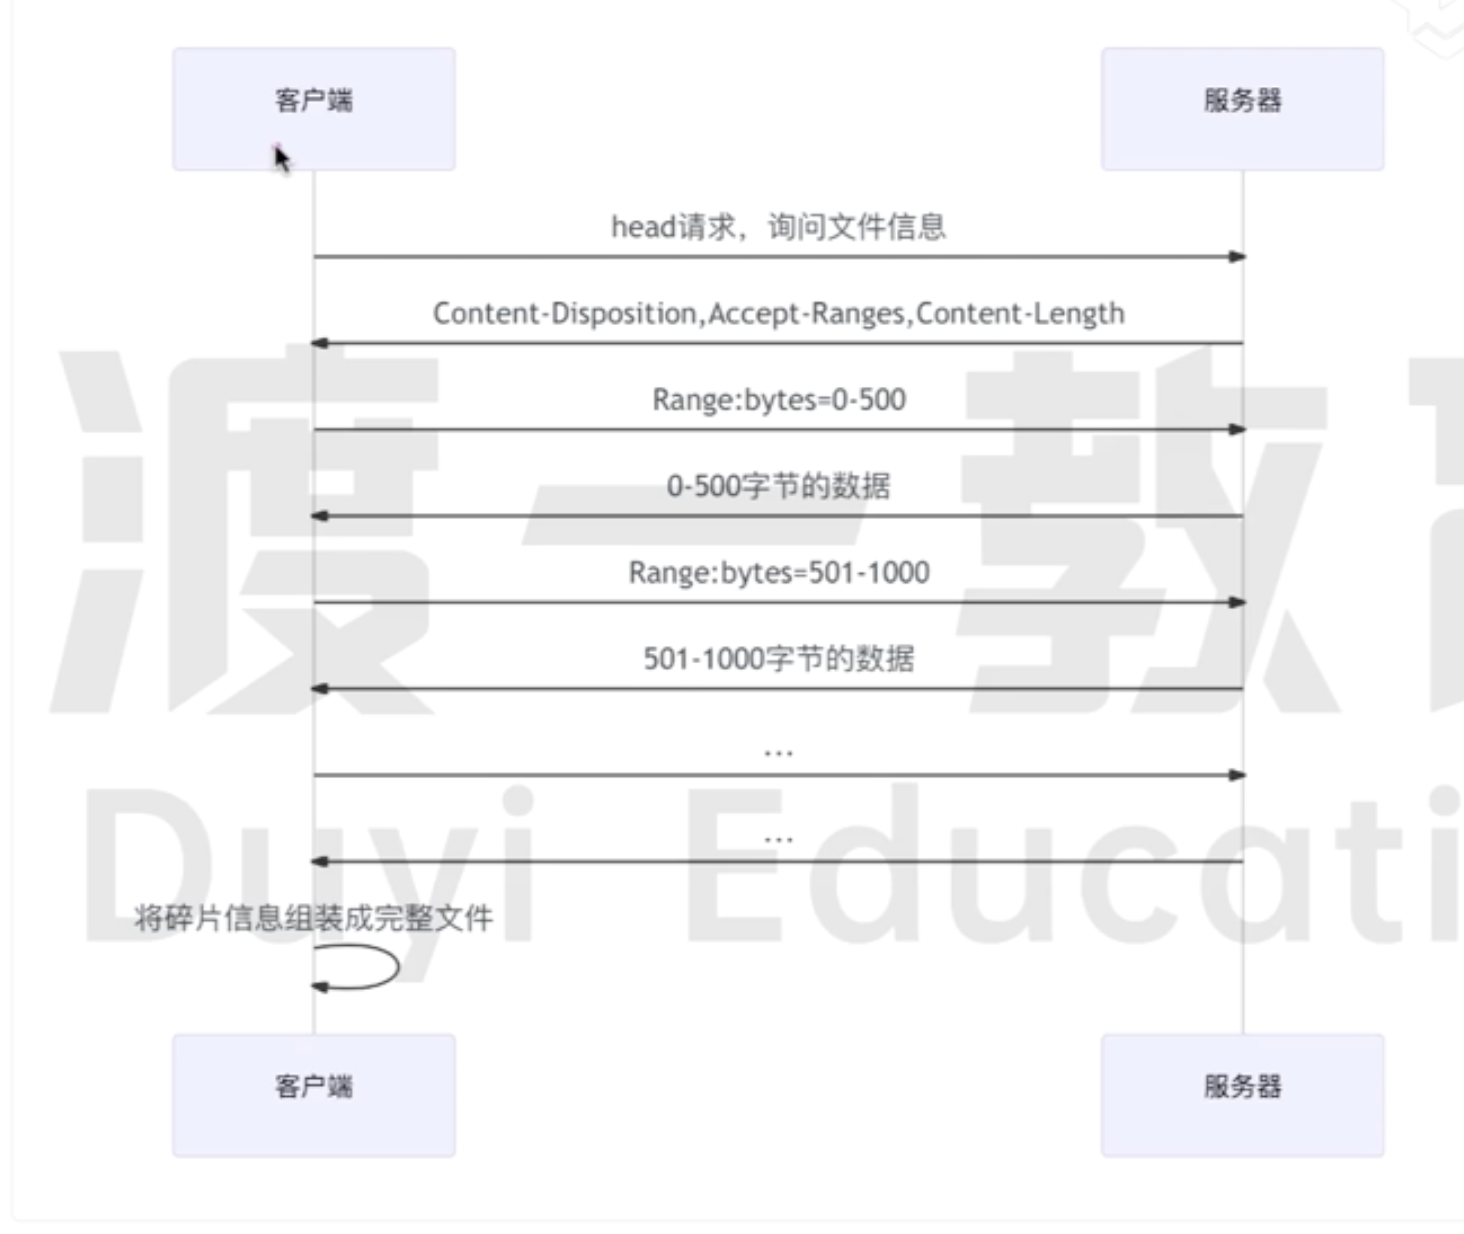 客户端
服务器
head请求，询问文件信息
Content-Disposition,Accept-Ranges,Content-Length
Range:bytes=0-500
0-500字节的数据
Range:bytes=501-1000
501-1000字节的数据
...
...
将碎片信息组装成完整文件
客户端
服务器
渡一教育
Duyi Educati